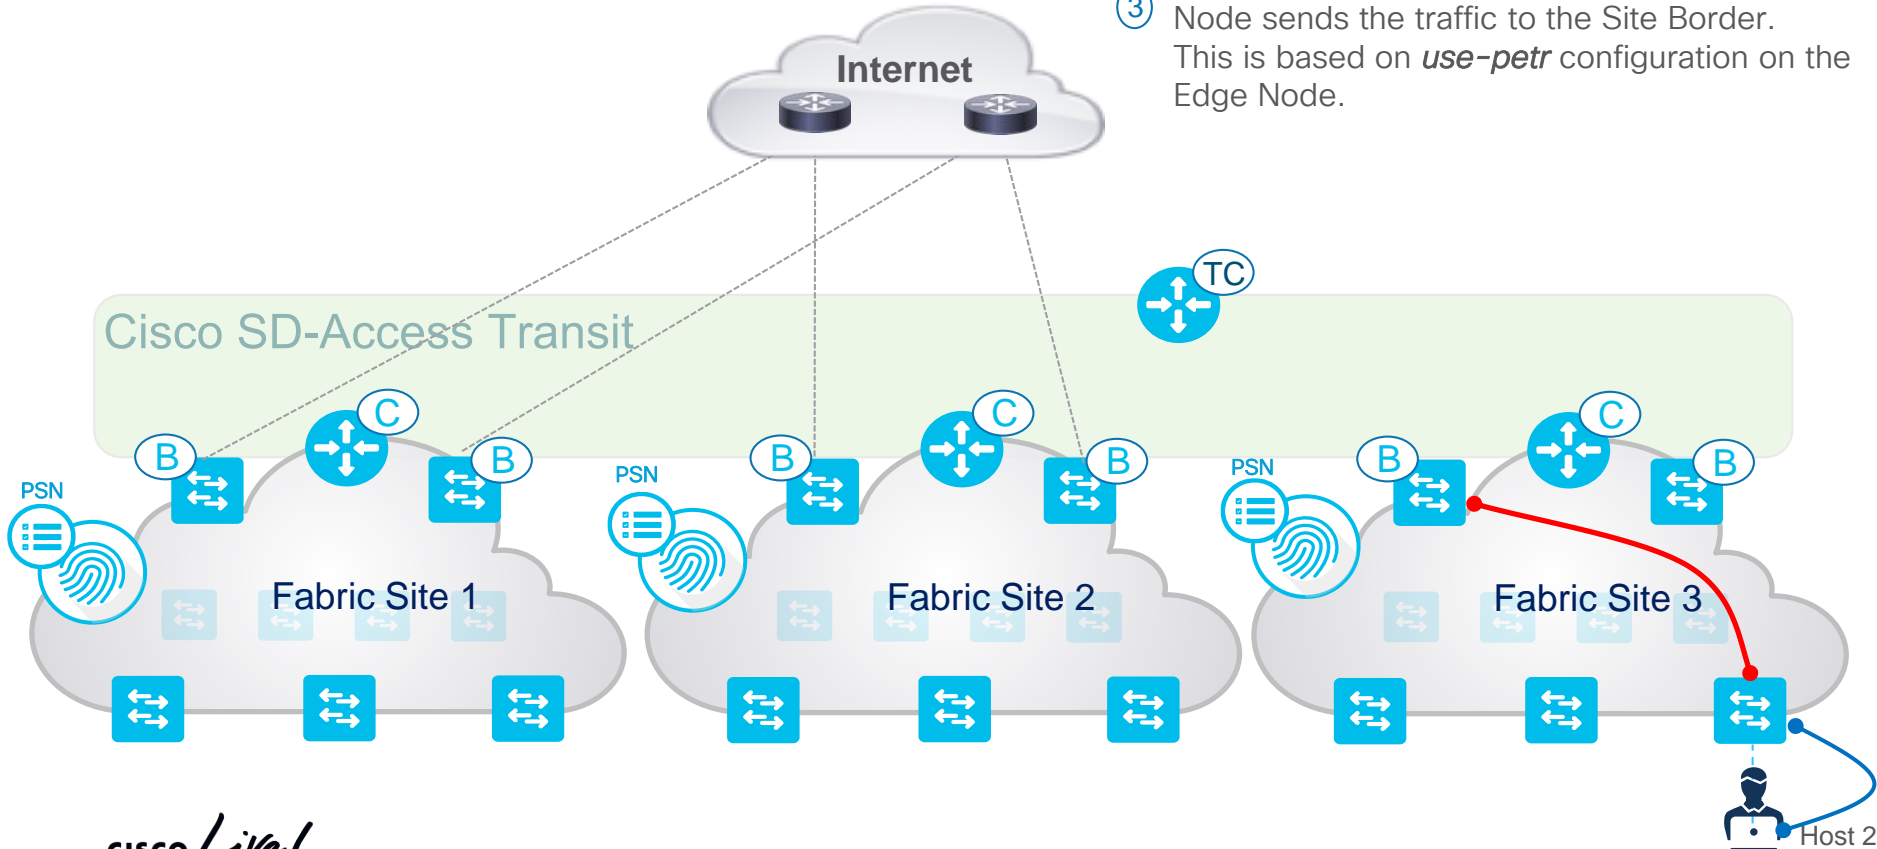 3 Node sends the traffic to the Site Border.
This is based on use-petr configuration on the
Edge Node.
Internet
TC
Cisco SD-Access Transit
C
C
C
B
B
B
B
B
B
PSN
PSN
PSN
Fabric Site 1
Fabric Site 2
Fabric Site 3
Host 2
cisco Live!